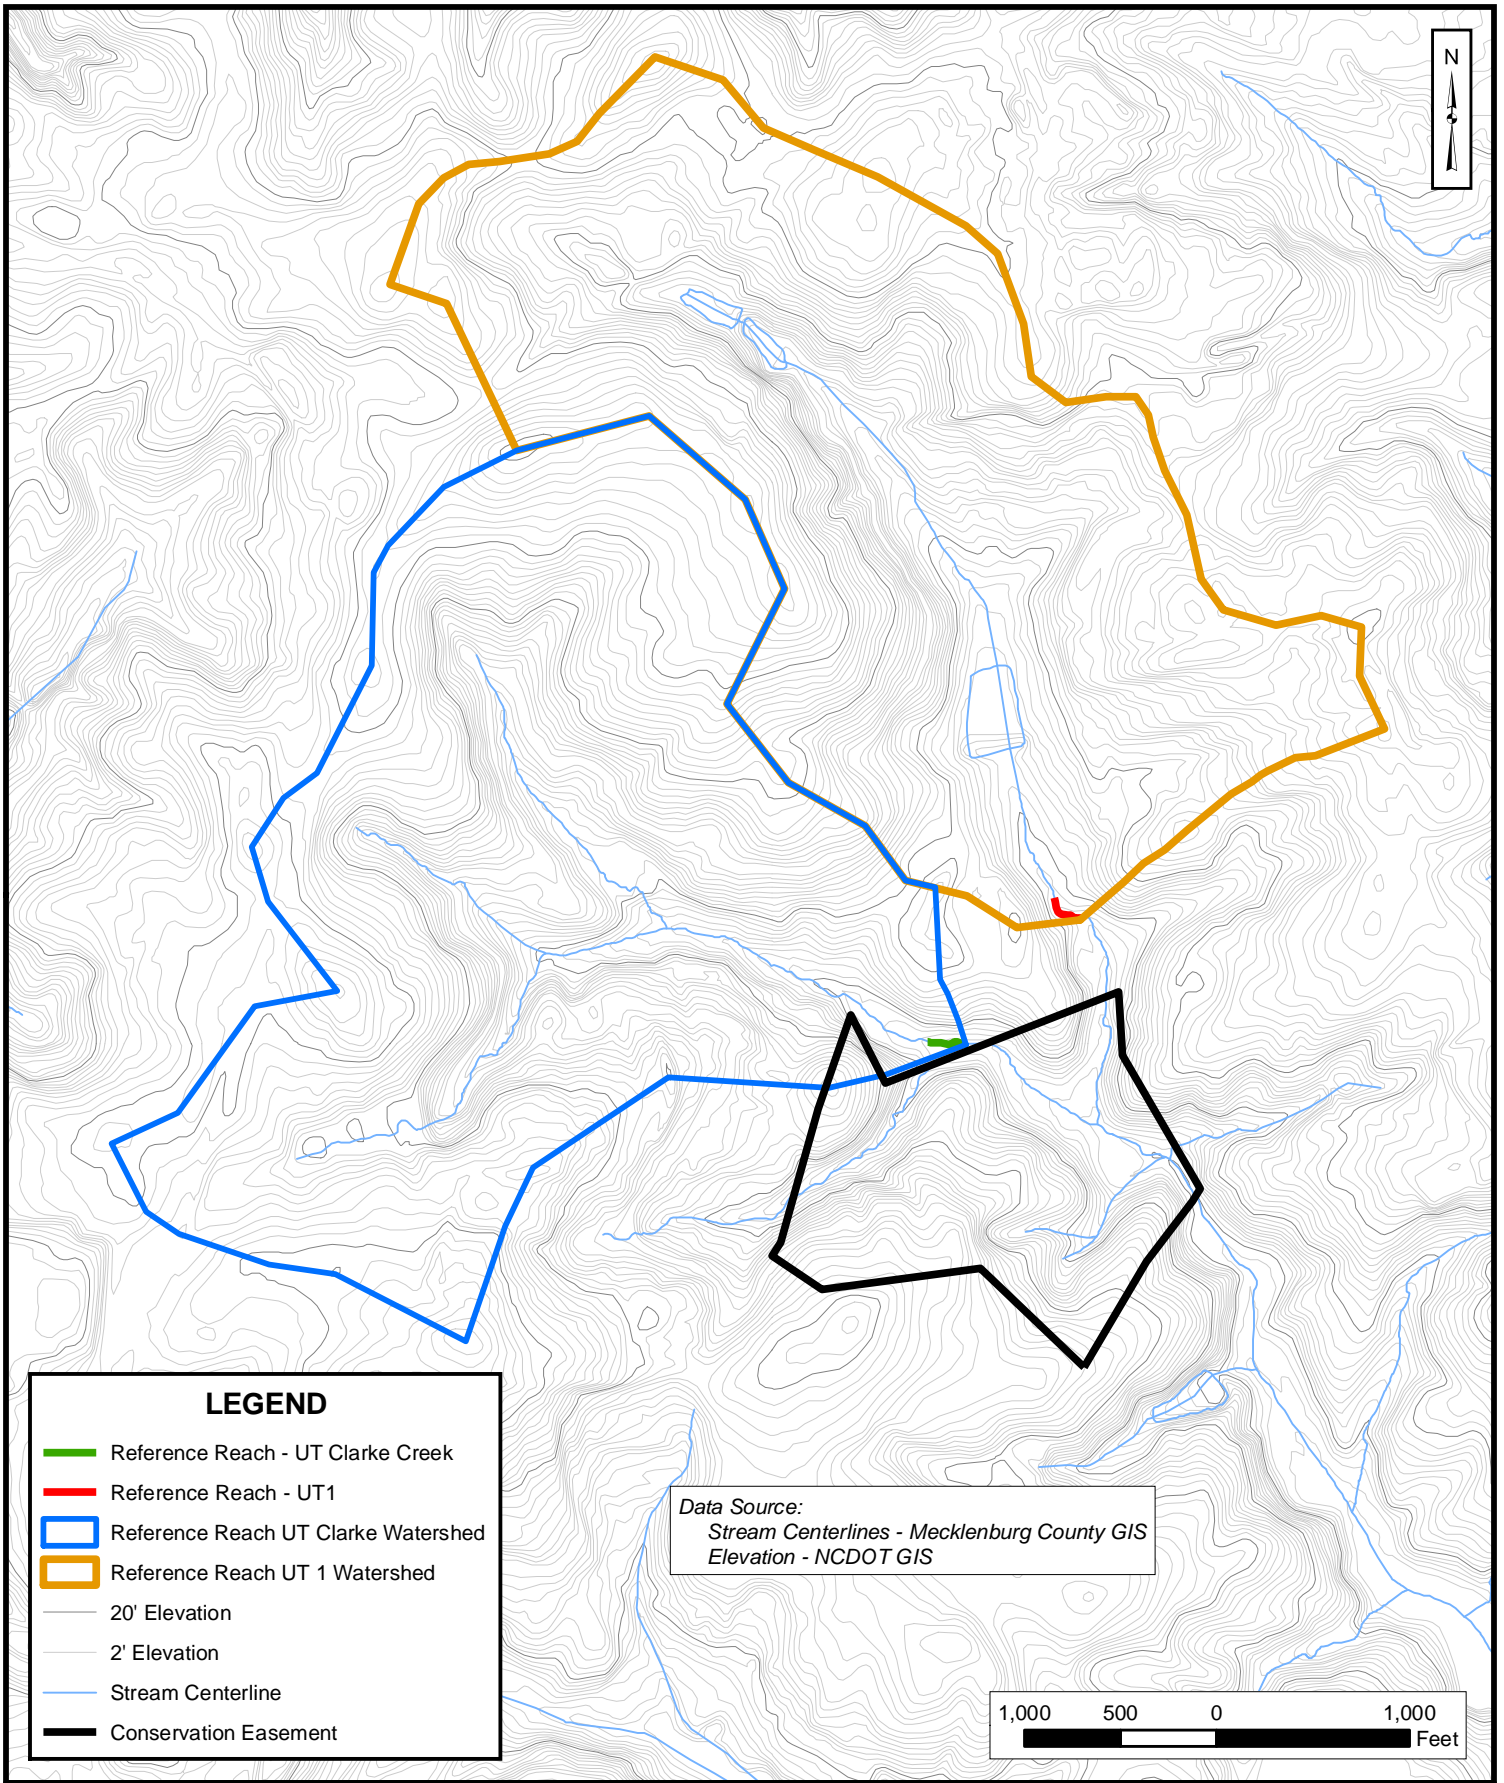 N
LEGEND
Reference Reach - UT Clarke Creek
Reference Reach - UT1
Reference Reach UT Clarke Watershed
Reference Reach UT 1 Watershed
20' Elevation
2' Elevation
Stream Centerline
Conservation Easement
Data Source:
Stream Centerlines - Mecklenburg County GIS
Elevation - NCDOT GIS
1,000 500 0 1,000
Feet